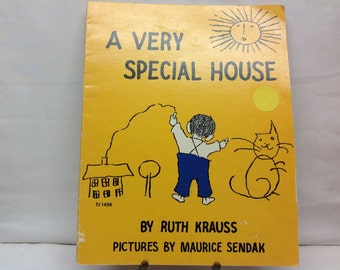 A VERY
SPECIAL HOUSE
TJ 1458
BY RUTH KRAUSS
PICTURES BY MAURICE SENDAK